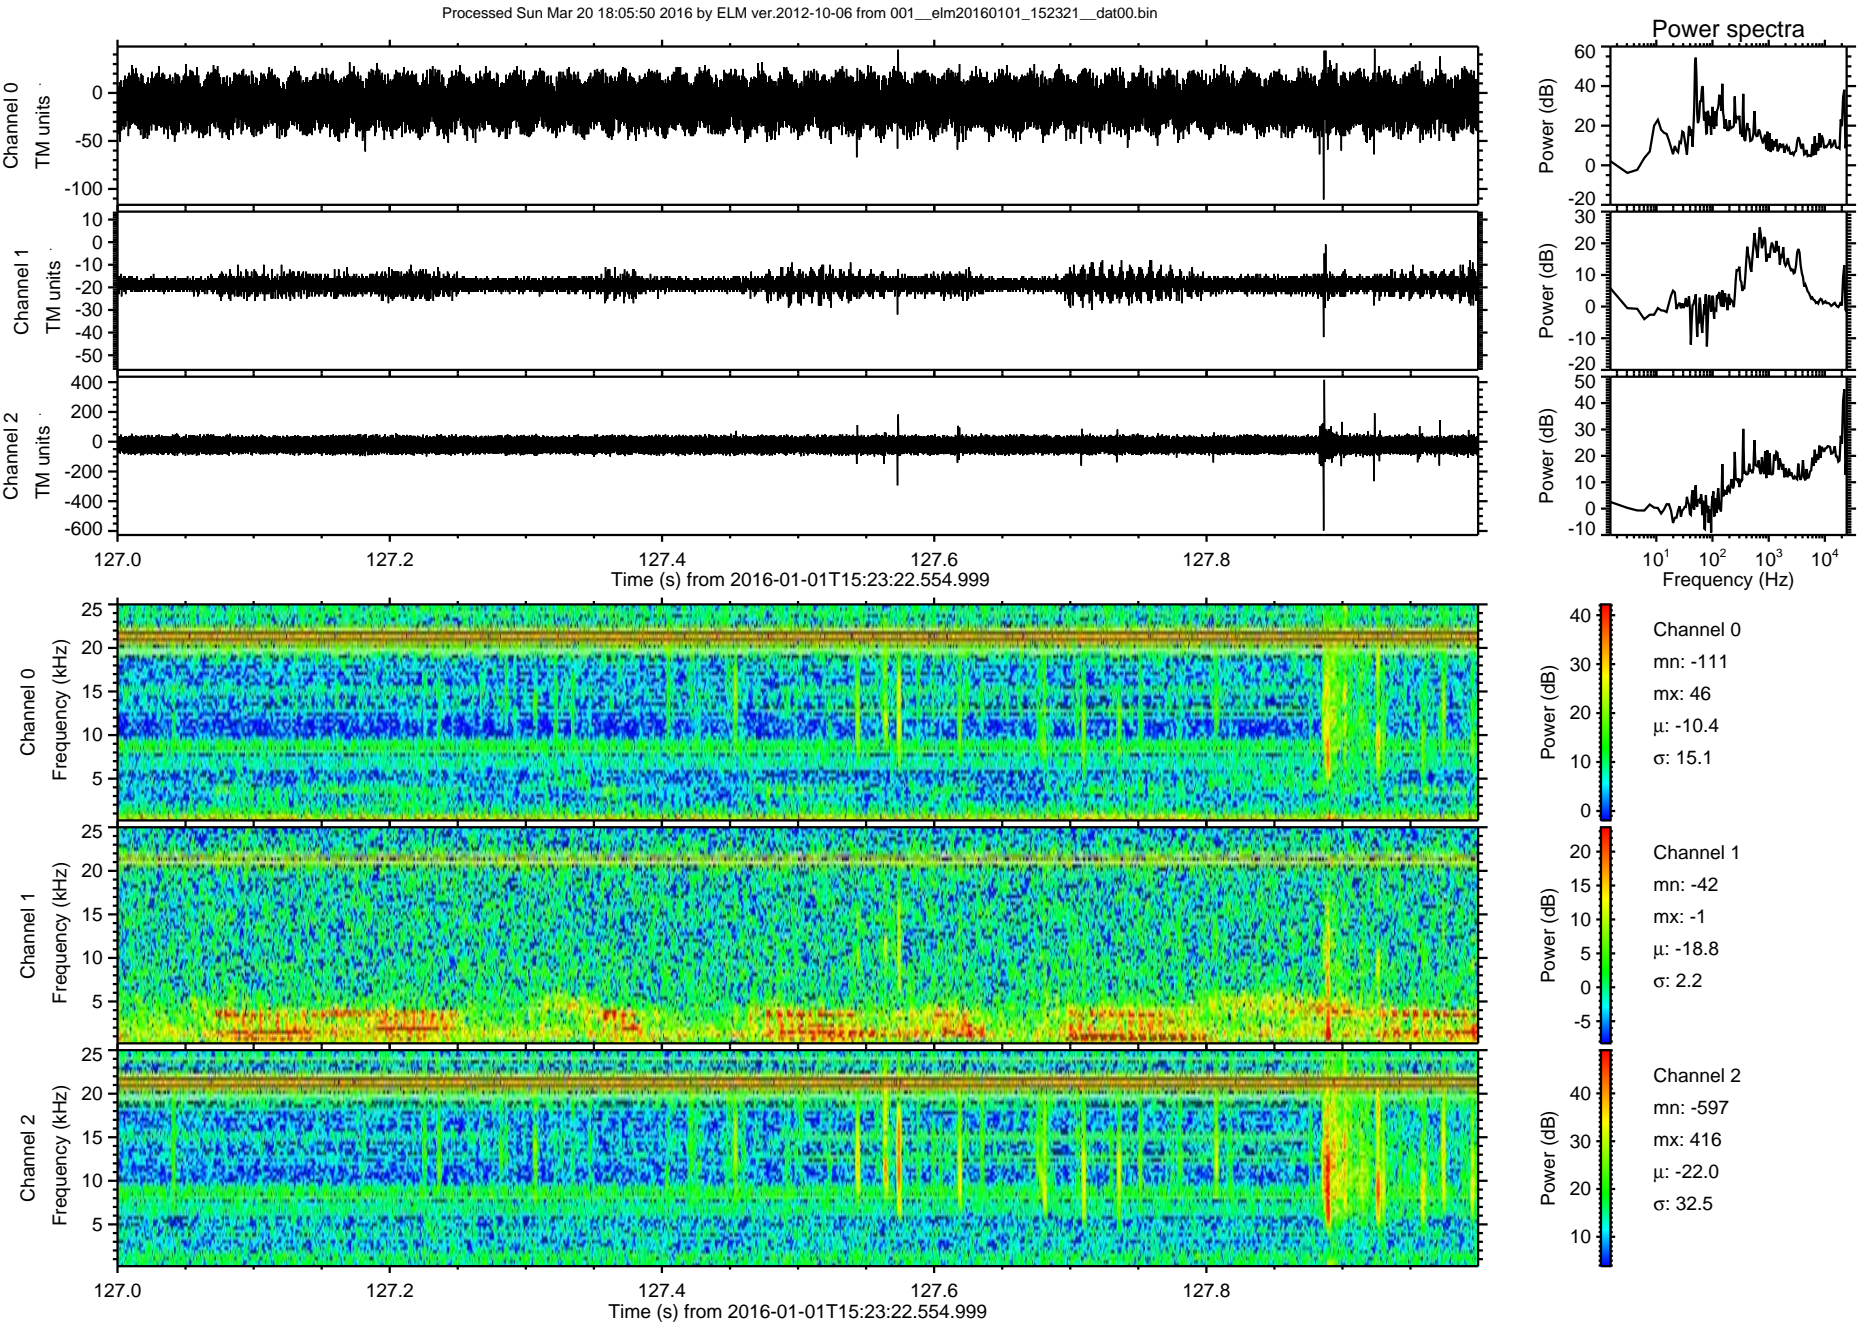 Processed Sun Mar 20 18:05:50 2016 by ELM ver.2012-10-06 from 001__elm20160101_152321__dat00.bin
Power spectra
Channel 0
TM units
0
-50
-100
Power (dB)
60
40
20
0
-20
Channel 1
TM units
10
0
-10
-20
-30
-40
-50
Power (dB)
30
20
10
0
-10
-20
Channel 2
TM units
400
200
0
-200
-400
-600
Power (dB)
50
40
30
20
10
0
-10
127.0 127.2 127.4 127.6 127.8
Time (s) from 2016-01-01T15:23:22.554.999
10¹ 10² 10³ 10⁴
Frequency (Hz)
Channel 0
Frequency (kHz)
25
20
15
10
5
Power (dB)
40
30
20
10
0
Channel 0
mn: -111
mx: 46
μ: -10.4
σ: 15.1
Channel 1
Frequency (kHz)
25
20
15
10
5
Power (dB)
20
15
10
5
0
-5
Channel 1
mn: -42
mx: -1
μ: -18.8
σ: 2.2
Channel 2
Frequency (kHz)
25
20
15
10
5
Power (dB)
40
30
20
10
Channel 2
mn: -597
mx: 416
μ: -22.0
σ: 32.5
127.0 127.2 127.4 127.6 127.8
Time (s) from 2016-01-01T15:23:22.554.999